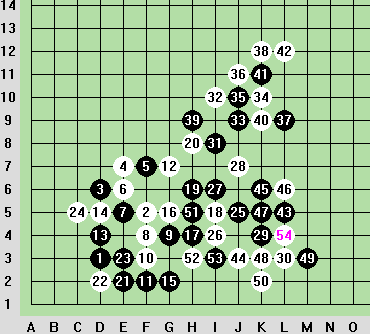 14
13
12 38 42
11 36 41
10 32 35 34
9 39 33 40 37
8 20 31
7 4 5 12 28
6 3 6 19 27 45 46
5 24 14 7 2 16 51 18 25 47 43
4 13 8 9 17 26 29 54
3 1 23 10 52 53 44 48 30 49
2 22 21 11 15 50
1
A B C D E F G H I J K L M N O